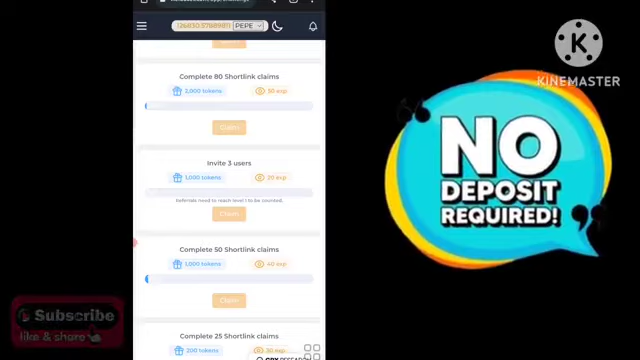 PEPE
Complete 80 Shortlink claims
2,000 tokens
50 exp
Claim
Invite 3 users
1,000 tokens
20 exp
Referrals need to reach level 1 to be counted.
Claim
Complete 50 Shortlink claims
1,000 tokens
40 exp
Claim
Complete 25 Shortlink claims
200 tokens
30 exp
KINEMASTER
NO
DEPOSIT
REQUIRED!
Subscribe
like & share